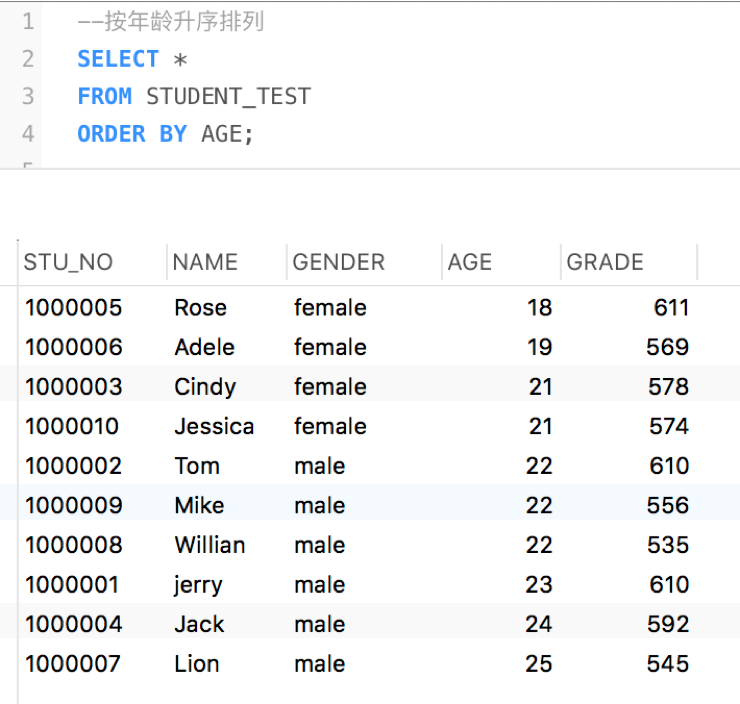 1 --按年龄升序排列
2 SELECT *
3 FROM STUDENT_TEST
4 ORDER BY AGE;
STU_NO NAME GENDER AGE GRADE
1000005 Rose female 18 611
1000006 Adele female 19 569
1000003 Cindy female 21 578
1000010 Jessica female 21 574
1000002 Tom male 22 610
1000009 Mike male 22 556
1000008 Willian male 22 535
1000001 jerry male 23 610
1000004 Jack male 24 592
1000007 Lion male 25 545